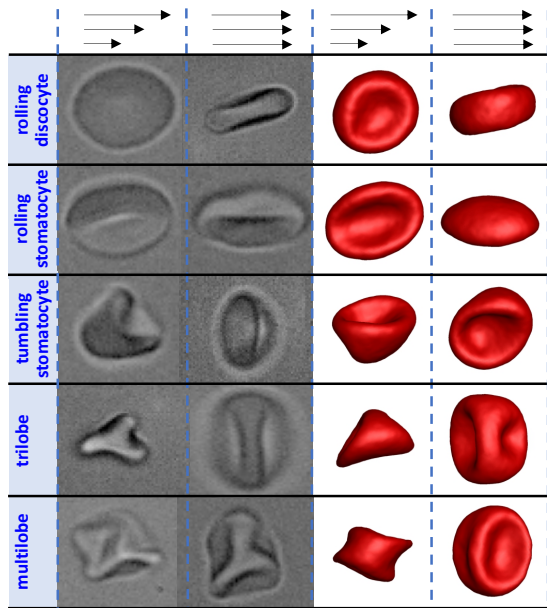 rolling
discocyte
rolling
stomatocyte
tumbling
stomatocyte
trilobe
multilobe